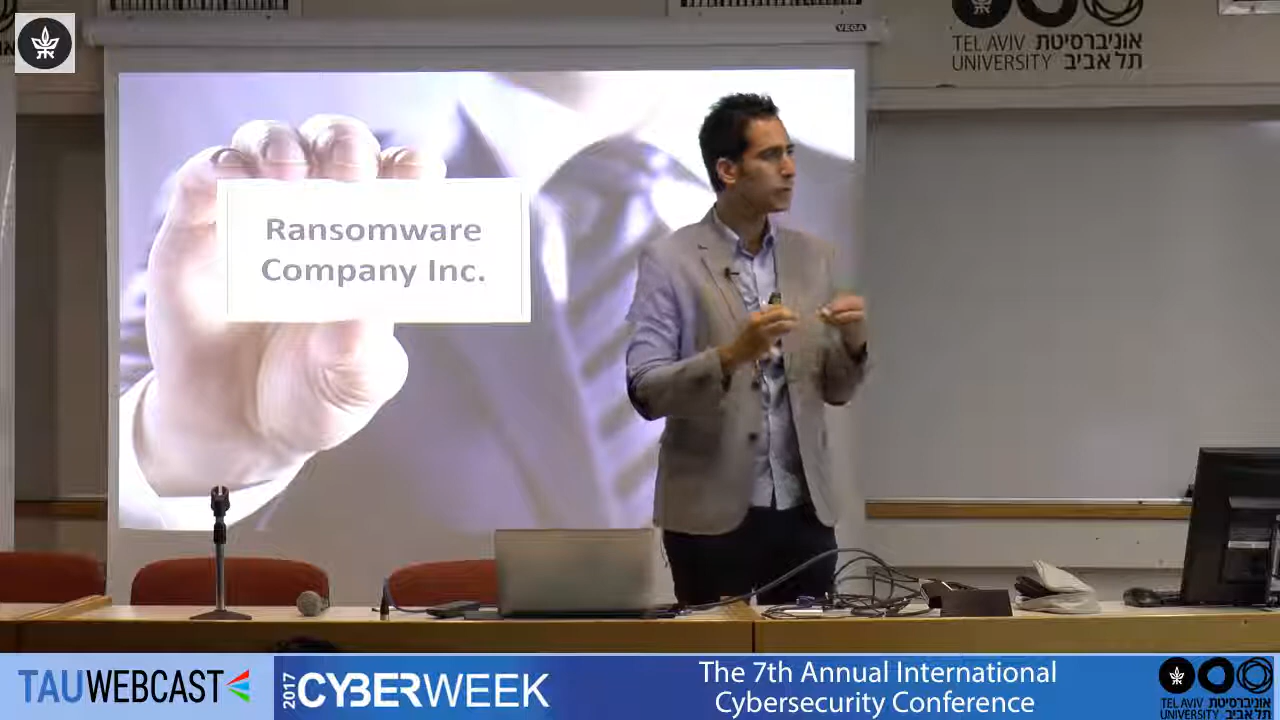 VEGA
TEL AVIV אוניברסיטת
UNIVERSITY תל אביב
Ransomware
Company Inc.
TAUWEBCAST
2017 CYBERWEEK
The 7th Annual International
Cybersecurity Conference
TEL AVIV אוניברסיטת
UNIVERSITY תל אביב